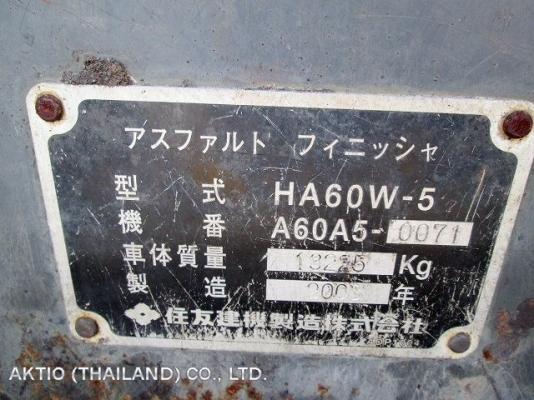 アスファルト フィニッシャ
型式 HA60W-5
機番 A60A5-0071
車体質量 Kg
製造 年
住友建機製造株式会社
AKTIO (THAILAND) CO., LTD.